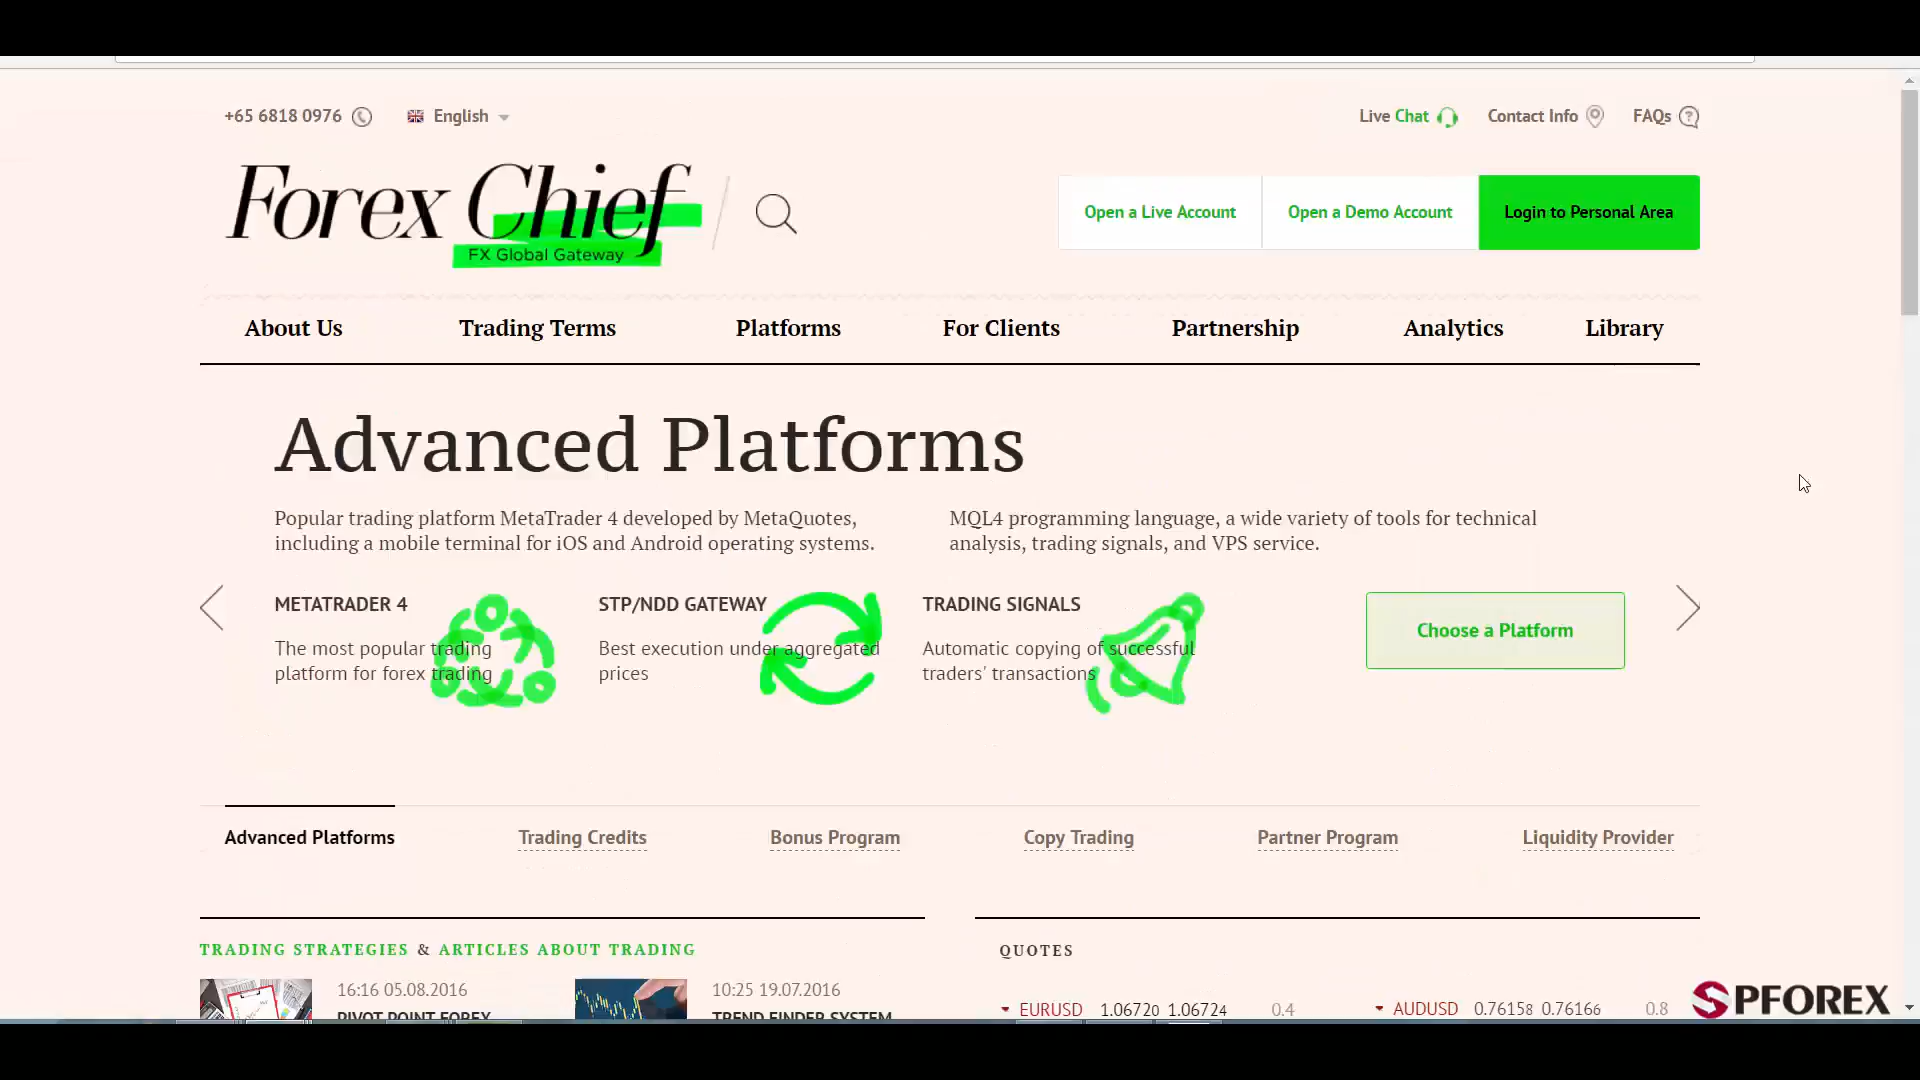 +65 6818 0976
English
Live Chat
Contact Info
FAQs
Forex Chief
FX Global Gateway
Open a Live Account
Open a Demo Account
Login to Personal Area
About Us
Trading Terms
Platforms
For Clients
Partnership
Analytics
Library
Advanced Platforms
Popular trading platform MetaTrader 4 developed by MetaQuotes,
including a mobile terminal for iOS and Android operating systems.
MQL4 programming language, a wide variety of tools for technical
analysis, trading signals, and VPS service.
METATRADER 4
The most popular trading
platform for forex trading
STP/NDD GATEWAY
Best execution under aggregated
prices
TRADING SIGNALS
Automatic copying of successful
traders' transactions
Choose a Platform
Advanced Platforms
Trading Credits
Bonus Program
Copy Trading
Partner Program
Liquidity Provider
TRADING STRATEGIES & ARTICLES ABOUT TRADING
16:16 05.08.2016
PIVOT POINT FOREX
10:25 19.07.2016
TREND FINDER SYSTEM
QUOTES
EURUSD 1.06720 1.06724 0.4
AUDUSD 0.76158 0.76166 0.8
SPFOREX